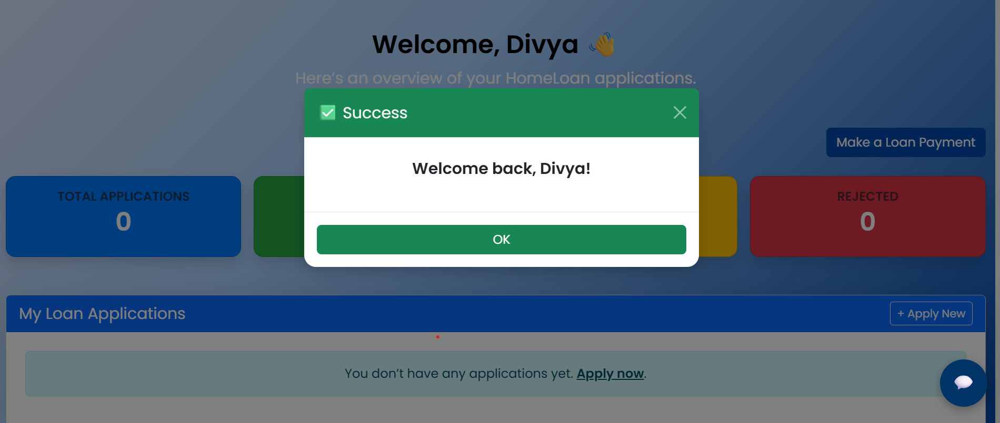 Welcome, Divya 👋
Here's an overview of your HomeLoan applications.
✅ Success
Make a Loan Payment
Welcome back, Divya!
TOTAL APPLICATIONS
0
REJECTED
0
OK
My Loan Applications
+ Apply New
You don't have any applications yet. Apply now.